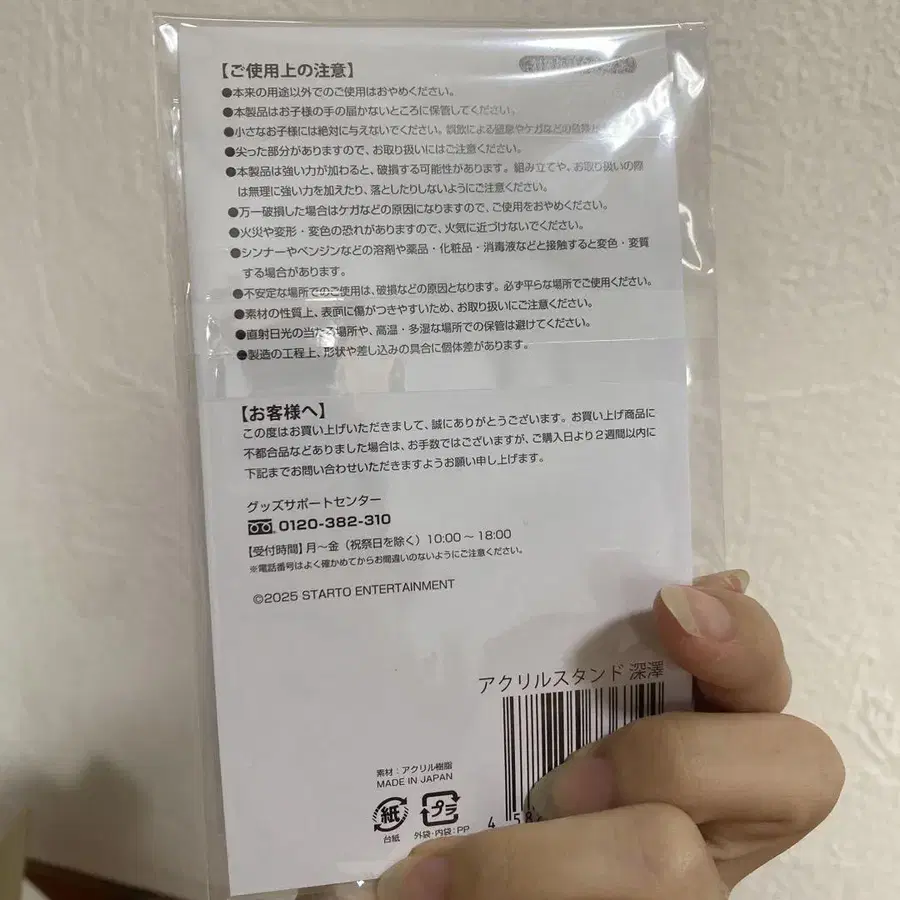 【ご使用上の注意】
●本来の用途以外でのご使用はおやめください。
●本製品はお子様の手の届かないところに保管してください。
●小さなお子様には絶対に与えないでください。誤飲による窒息やケガなどの危険が
●尖った部分がありますので、お取り扱いにはご注意ください。
●本製品は強い力が加わると、破損する可能性があります。組み立てや、お取り扱いの際
は無理に強い力を加えたり、落としたりしないようにご注意ください。
●万一破損した場合はケガなどの原因になりますので、ご使用をおやめください。
●火災や変形・変色の恐れがありますので、火気に近づけないでください。
●シンナーやベンジンなどの溶剤や薬品・化粧品・消毒液などと接触すると変色・変質
する場合があります。
●不安定な場所でのご使用は、破損などの原因となります。必ず平らな場所でご使用ください。
●素材の性質上、表面に傷がつきやすいため、お取り扱いにご注意ください。
●直射日光の当たる場所や、高温・多湿な場所での保管は避けてください。
●製造の工程上、形状や差し込みの具合に個体差があります。
【お客様へ】
この度はお買い上げいただきまして、誠にありがとうございます。お買い上げ商品に
不都合品などありました場合は、お手数ではございますが、ご購入日より2週間以内に
下記までお問い合わせいただきますようお願い申し上げます。
グッズサポートセンター
0120-382-310
【受付時間】月〜金（祝祭日を除く）10:00〜18:00
※電話番号はよく確かめてからお間違いのないようにご注意ください。
©2025 STARTO ENTERTAINMENT
アクリルスタンド 深澤
素材：アクリル樹脂
MADE IN JAPAN
紙 プラ
台紙 外袋・内袋：PP
4 58